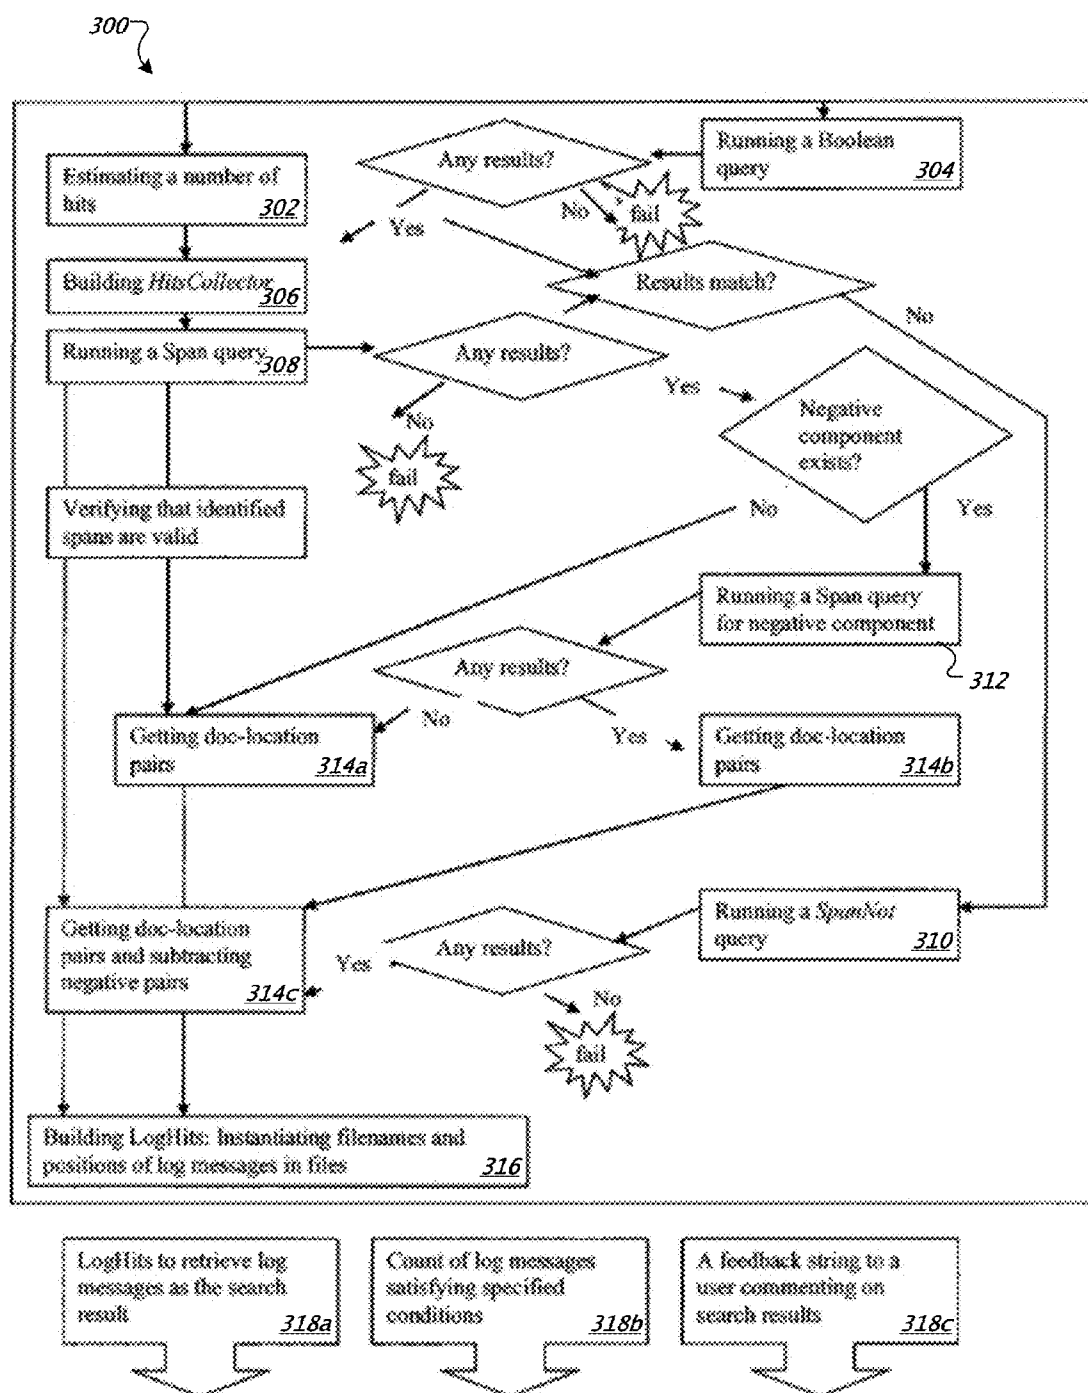 300
Running a Boolean
query
304
Any results?
Estimating a number of
hits
302
No
fail
Yes
Building HitsCollector
306
Results match?
No
Running a Span query
308
Any results?
Yes
No
fail
Negative
component
exists?
Verifying that identified
spans are valid
No
Yes
Running a Span query
for negative component
312
Any results?
No
Yes
Getting doc-location
pairs
314a
Getting doc-location
pairs
314b
Getting doc-location
pairs and subtracting
negative pairs
314c
Yes
Any results?
Running a SpanNot
query
310
No
fail
Building LogHits: Instantiating filenames and
positions of log messages in files
316
LogHits to retrieve log
messages as the search
result
318a
Count of log messages
satisfying specified
conditions
318b
A feedback string to a
user commenting on
search results
318c